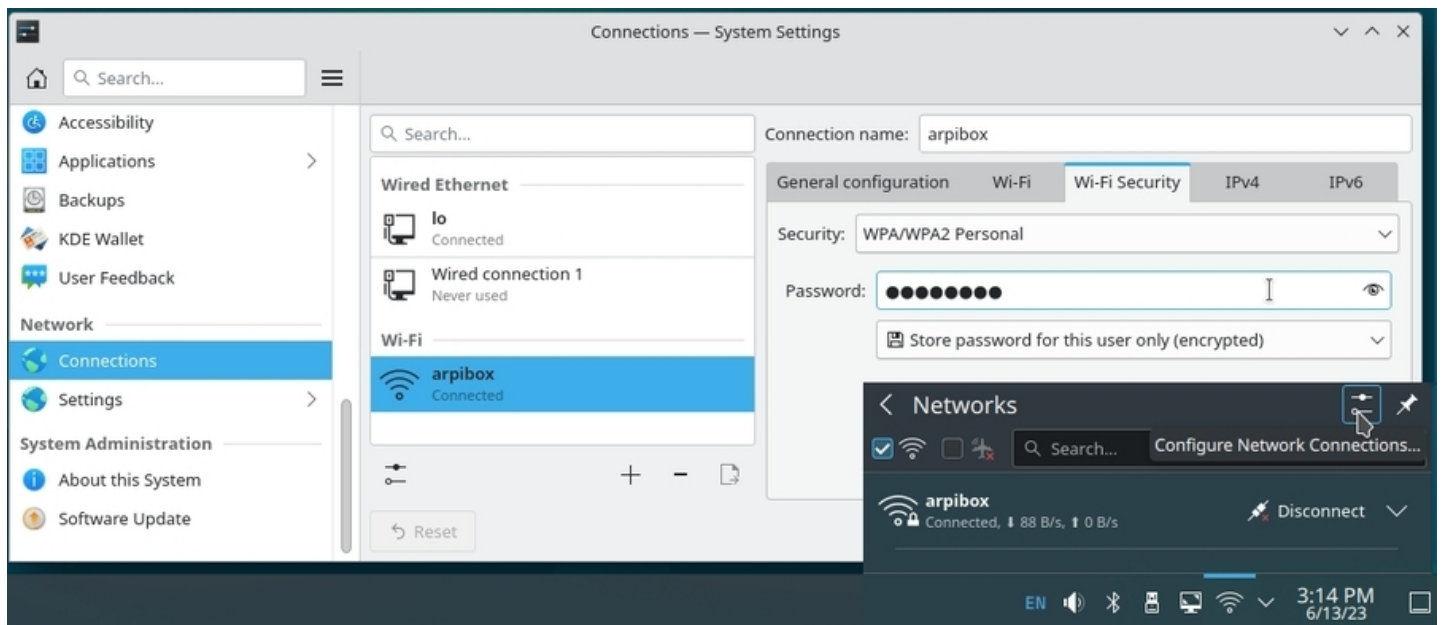 Connections — System Settings
Search...
Accessibility
Applications
Backups
KDE Wallet
User Feedback
Network
Connections
Settings
System Administration
About this System
Software Update
Search...
Wired Ethernet
lo
Connected
Wired connection 1
Never used
Wi-Fi
arpibox
Connected
Reset
Connection name: arpibox
General configuration Wi-Fi Wi-Fi Security IPv4 IPv6
Security: WPA/WPA2 Personal
Password: ●●●●●●●●
Store password for this user only (encrypted)
Networks
Search...
Configure Network Connections...
arpibox
Connected, ⬇ 88 B/s, ⬆ 0 B/s
Disconnect
EN
3:14 PM
6/13/23